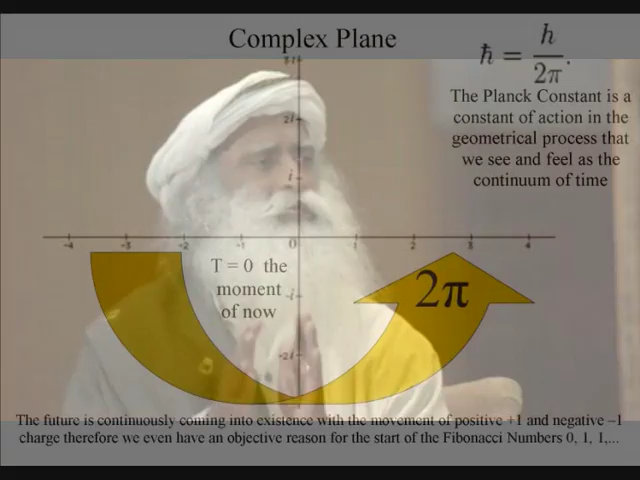 Complex Plane
ħ = h/2π.
The Planck Constant is a
constant of action in the
geometrical process that
we see and feel as the
continuum of time
3i
2i
i
-4 -3 -2 -1 0 1 2 3 4
T = 0 the
moment
of now
-i
2π
-2i
The future is continuously coming into existence with the movement of positive +1 and negative –1
charge therefore we even have an objective reason for the start of the Fibonacci Numbers 0, 1, 1,...